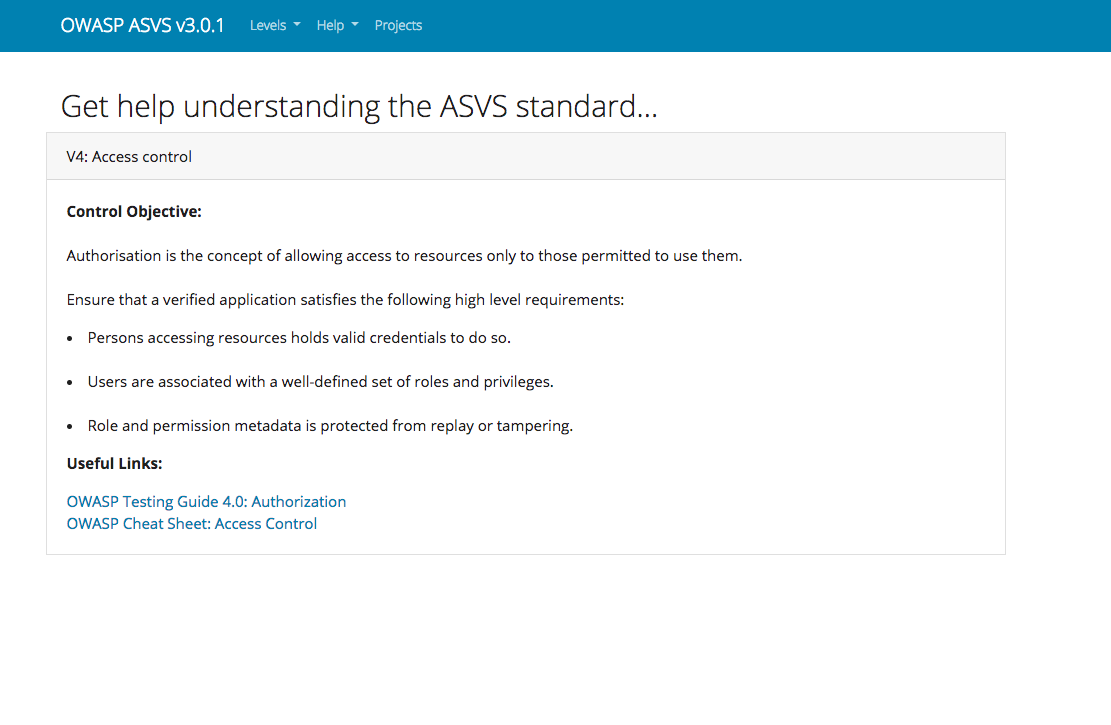 OWASP ASVS v3.0.1 Levels Help Projects
Get help understanding the ASVS standard...
V4: Access control
Control Objective:
Authorisation is the concept of allowing access to resources only to those permitted to use them.
Ensure that a verified application satisfies the following high level requirements:
• Persons accessing resources holds valid credentials to do so.
• Users are associated with a well-defined set of roles and privileges.
• Role and permission metadata is protected from replay or tampering.
Useful Links:
OWASP Testing Guide 4.0: Authorization
OWASP Cheat Sheet: Access Control